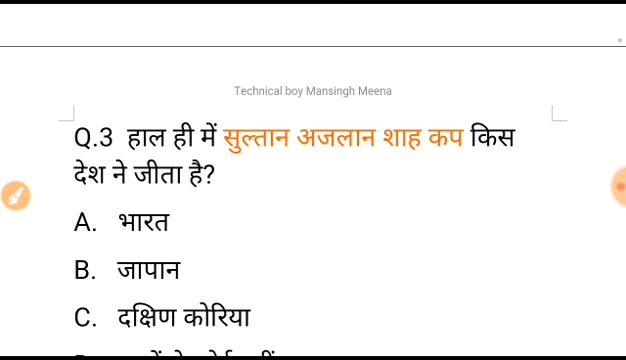 Technical boy Mansingh Meena
Q.3 हाल ही में सुल्तान अजलान शाह कप किस
देश ने जीता है?
A. भारत
B. जापान
C. दक्षिण कोरिया